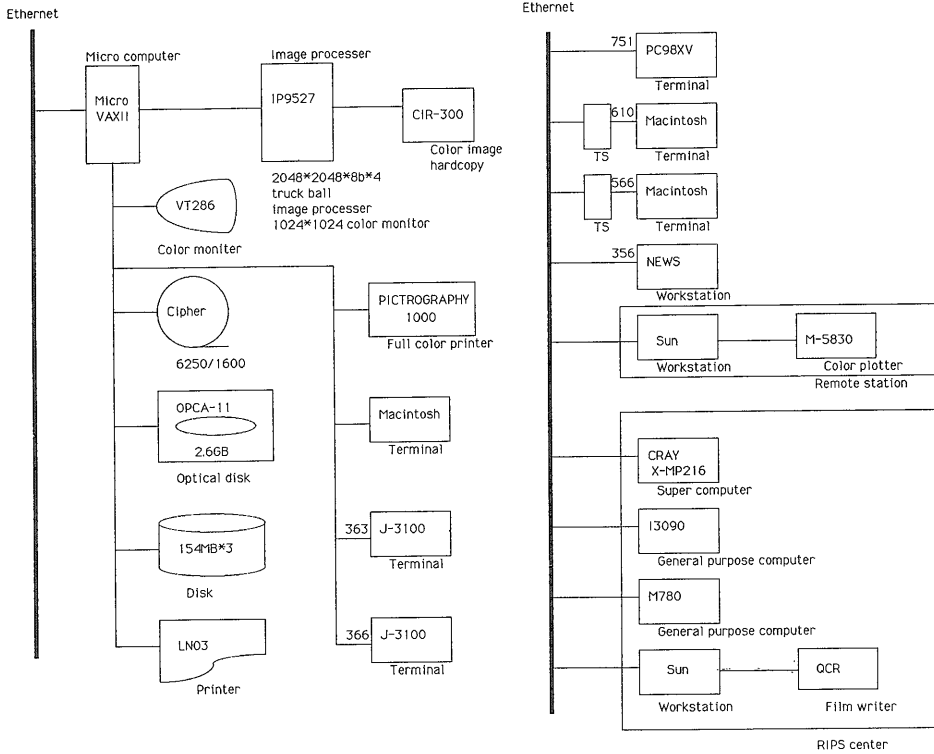 Ethernet
Micro computer
Micro
VAXII
Image processer
IP9527
CIR-300
Color image
hardcopy
2048*2048*8b*4
truck ball
image processer
1024*1024 color monitor
VT286
Color moniter
Cipher
6250/1600
OPCA-11
2.6GB
Optical disk
154MB*3
Disk
LN03
Printer
PICTROGRAPHY
1000
Full color printer
Macintosh
Terminal
363
J-3100
Terminal
366
J-3100
Terminal
Ethernet
751
PC98XV
Terminal
TS
610
Macintosh
Terminal
TS
566
Macintosh
Terminal
356
NEWS
Workstation
Sun
Workstation
M-5830
Color plotter
Remote station
CRAY
X-MP216
Super computer
I3090
General purpose computer
M780
General purpose computer
Sun
Workstation
QCR
Film writer
RIPS center